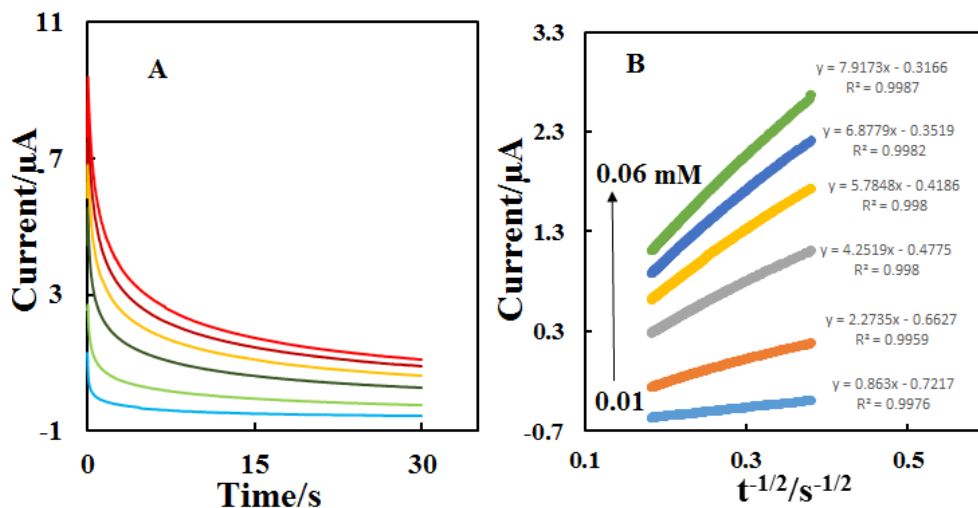 11
7
3
-1
0
15
30
Current/μA
Time/s
A
3.3
2.3
1.3
0.3
-0.7
0.1
0.3
0.5
Current/μA
t-1/2/s-1/2
B
y = 7.9173x - 0.3166
R² = 0.9987
y = 6.8779x - 0.3519
R² = 0.9982
0.06 mM
y = 5.7848x - 0.4186
R² = 0.998
y = 4.2519x - 0.4775
R² = 0.998
y = 2.2735x - 0.6627
R² = 0.9959
0.01
y = 0.863x - 0.7217
R² = 0.9976